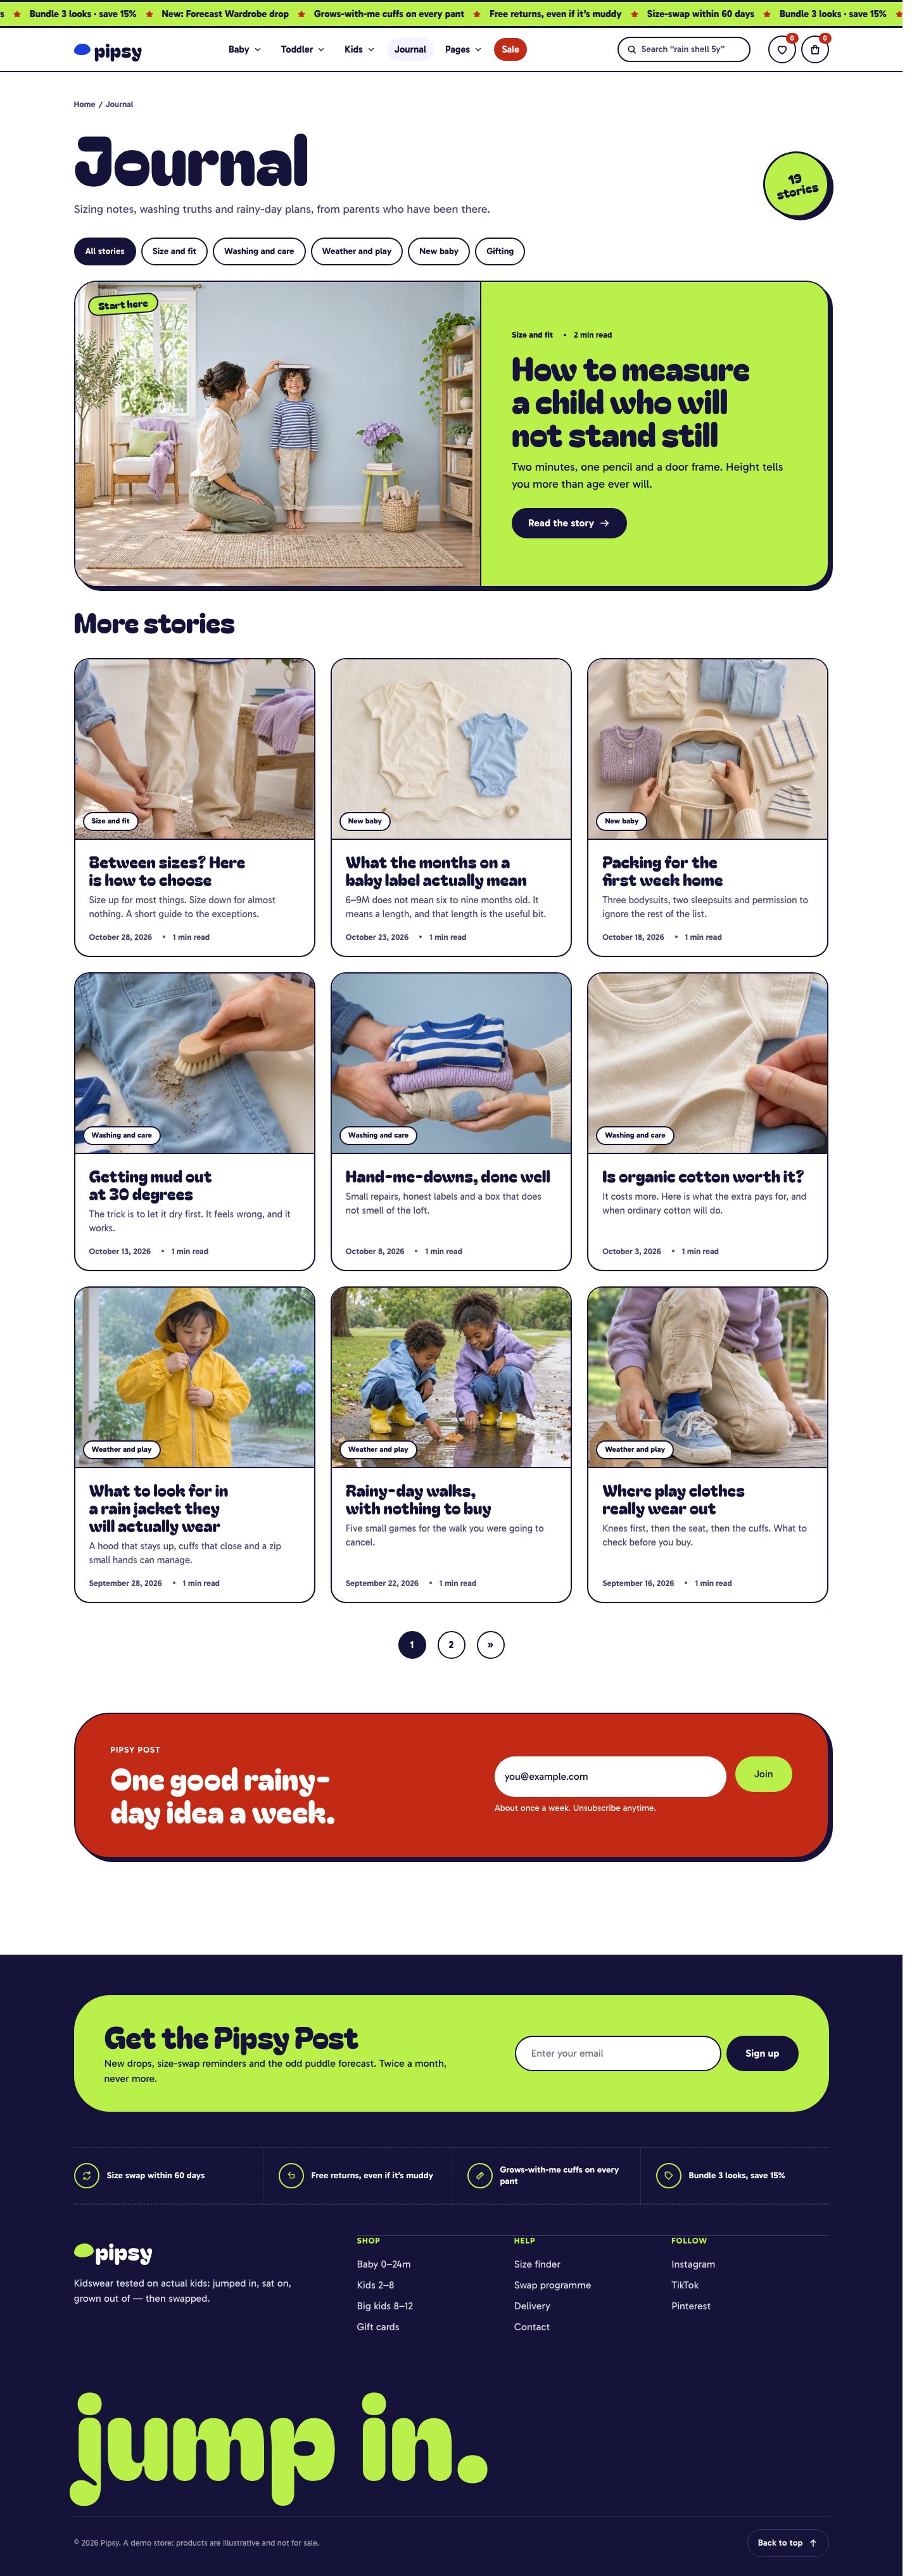 s ★ Bundle 3 looks · save 15% ★ New: Forecast Wardrobe drop ★ Grows-with-me cuffs on every pant ★ Free returns, even if it's muddy ★ Size-swap within 60 days ★ Bundle 3 looks · save 15% ★
pipsy
Baby Toddler Kids Journal Pages Sale
Search “rain shell 5y”
0 0
Home / Journal
Journal
Sizing notes, washing truths and rainy-day plans, from parents who have been there.
19
stories
All stories Size and fit Washing and care Weather and play New baby Gifting
Start here
Size and fit • 2 min read
How to measure
a child who will
not stand still
Two minutes, one pencil and a door frame. Height tells
you more than age ever will.
Read the story →
More stories
Size and fit
Between sizes? Here
is how to choose
Size up for most things. Size down for almost
nothing. A short guide to the exceptions.
October 28, 2026 • 1 min read
New baby
What the months on a
baby label actually mean
6–9M does not mean six to nine months old. It
means a length, and that length is the useful bit.
October 23, 2026 • 1 min read
New baby
Packing for the
first week home
Three bodysuits, two sleepsuits and permission to
ignore the rest of the list.
October 18, 2026 • 1 min read
Washing and care
Getting mud out
at 30 degrees
The trick is to let it dry first. It feels wrong, and it
works.
October 13, 2026 • 1 min read
Washing and care
Hand-me-downs, done well
Small repairs, honest labels and a box that does
not smell of the loft.
October 8, 2026 • 1 min read
Washing and care
Is organic cotton worth it?
It costs more. Here is what the extra pays for, and
when ordinary cotton will do.
October 3, 2026 • 1 min read
Weather and play
What to look for in
a rain jacket they
will actually wear
A hood that stays up, cuffs that close and a zip
small hands can manage.
September 28, 2026 • 1 min read
Weather and play
Rainy-day walks,
with nothing to buy
Five small games for the walk you were going to
cancel.
September 22, 2026 • 1 min read
Weather and play
Where play clothes
really wear out
Knees first, then the seat, then the cuffs. What to
check before you buy.
September 16, 2026 • 1 min read
1 2 »
PIPSY POST
One good rainy-
day idea a week.
you@example.com
Join
About once a week. Unsubscribe anytime.
Get the Pipsy Post
New drops, size-swap reminders and the odd puddle forecast. Twice a month,
never more.
Enter your email
Sign up
Size swap within 60 days
Free returns, even if it's muddy
Grows-with-me cuffs on every
pant
Bundle 3 looks, save 15%
pipsy
Kidswear tested on actual kids: jumped in, sat on,
grown out of — then swapped.
SHOP
Baby 0–24m
Kids 2–8
Big kids 8–12
Gift cards
HELP
Size finder
Swap programme
Delivery
Contact
FOLLOW
Instagram
TikTok
Pinterest
jump in.
© 2026 Pipsy. A demo store: products are illustrative and not for sale.
Back to top ↑